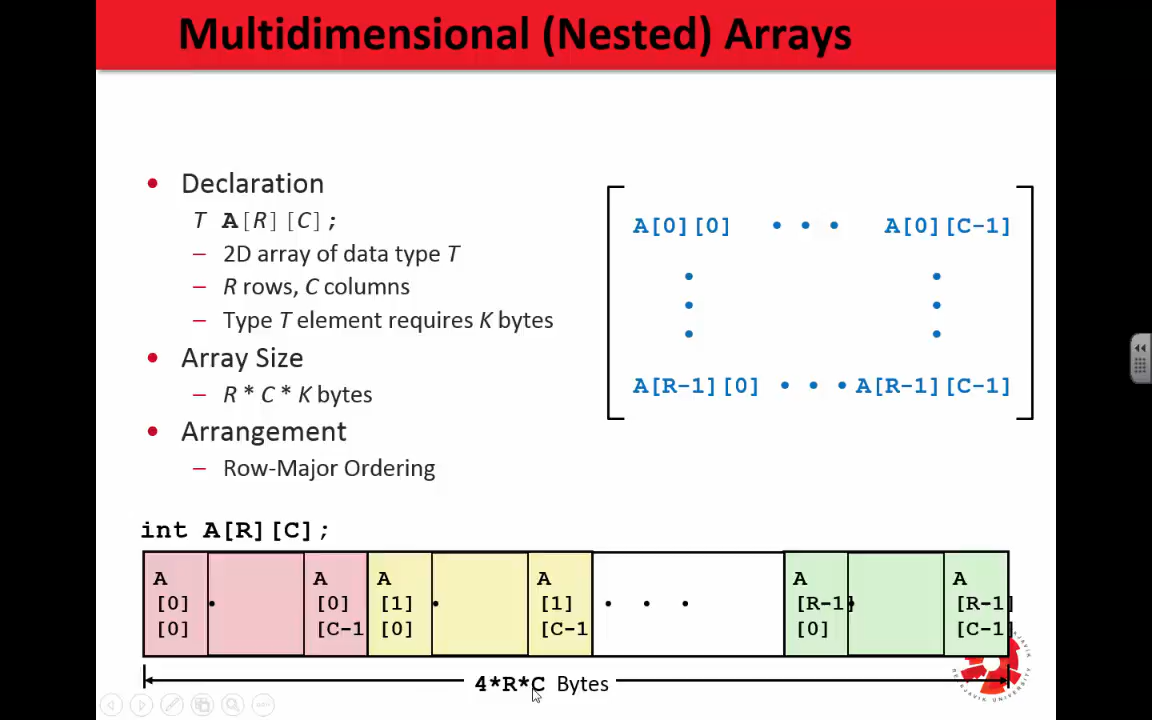 Multidimensional (Nested) Arrays
• Declaration
T A[R][C];
– 2D array of data type T
– R rows, C columns
– Type T element requires K bytes
• Array Size
– R * C * K bytes
• Arrangement
– Row-Major Ordering
A[0][0] • • • A[0][C-1]
•
•
•
•
•
•
A[R-1][0] • • • A[R-1][C-1]
int A[R][C];
A
[0]
[0]
•
A
[0]
[C-1
A
[1]
[0]
•
A
[1]
[C-1
• • •
A
[R-1]
[0]
•
A
[R-1]
[C-1]
4*R*C Bytes
REYKJAVIK UNIVERSITY